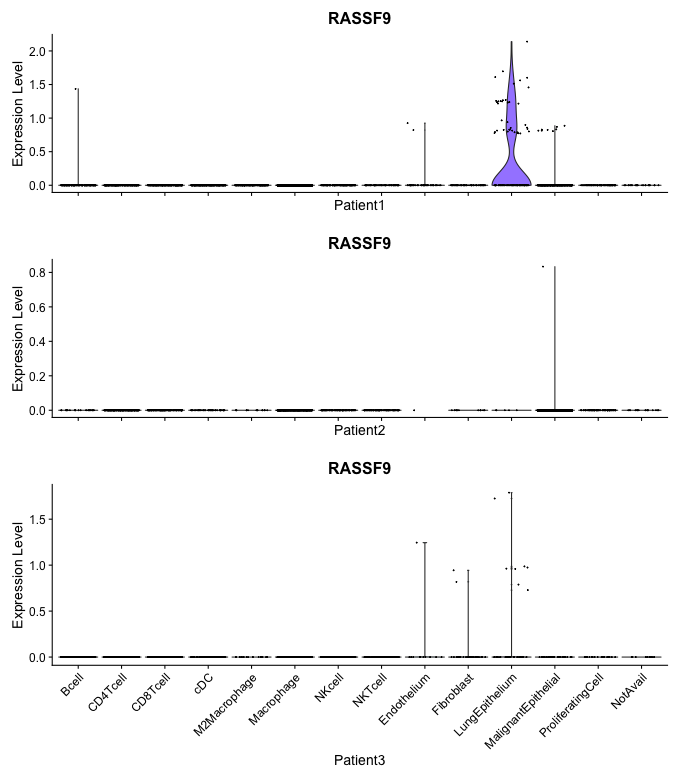 RASSF9
Expression Level
2.0
1.5
1.0
0.5
0.0
Patient1
RASSF9
Expression Level
0.8
0.6
0.4
0.2
0.0
Patient2
RASSF9
Expression Level
1.5
1.0
0.5
0.0
Bcell
CD4Tcell
CD8Tcell
cDC
M2Macrophage
Macrophage
NKcell
NKTcell
Endothelium
Fibroblast
LungEpithelium
MalignantEpithelial
ProliferatingCell
NotAvail
Patient3